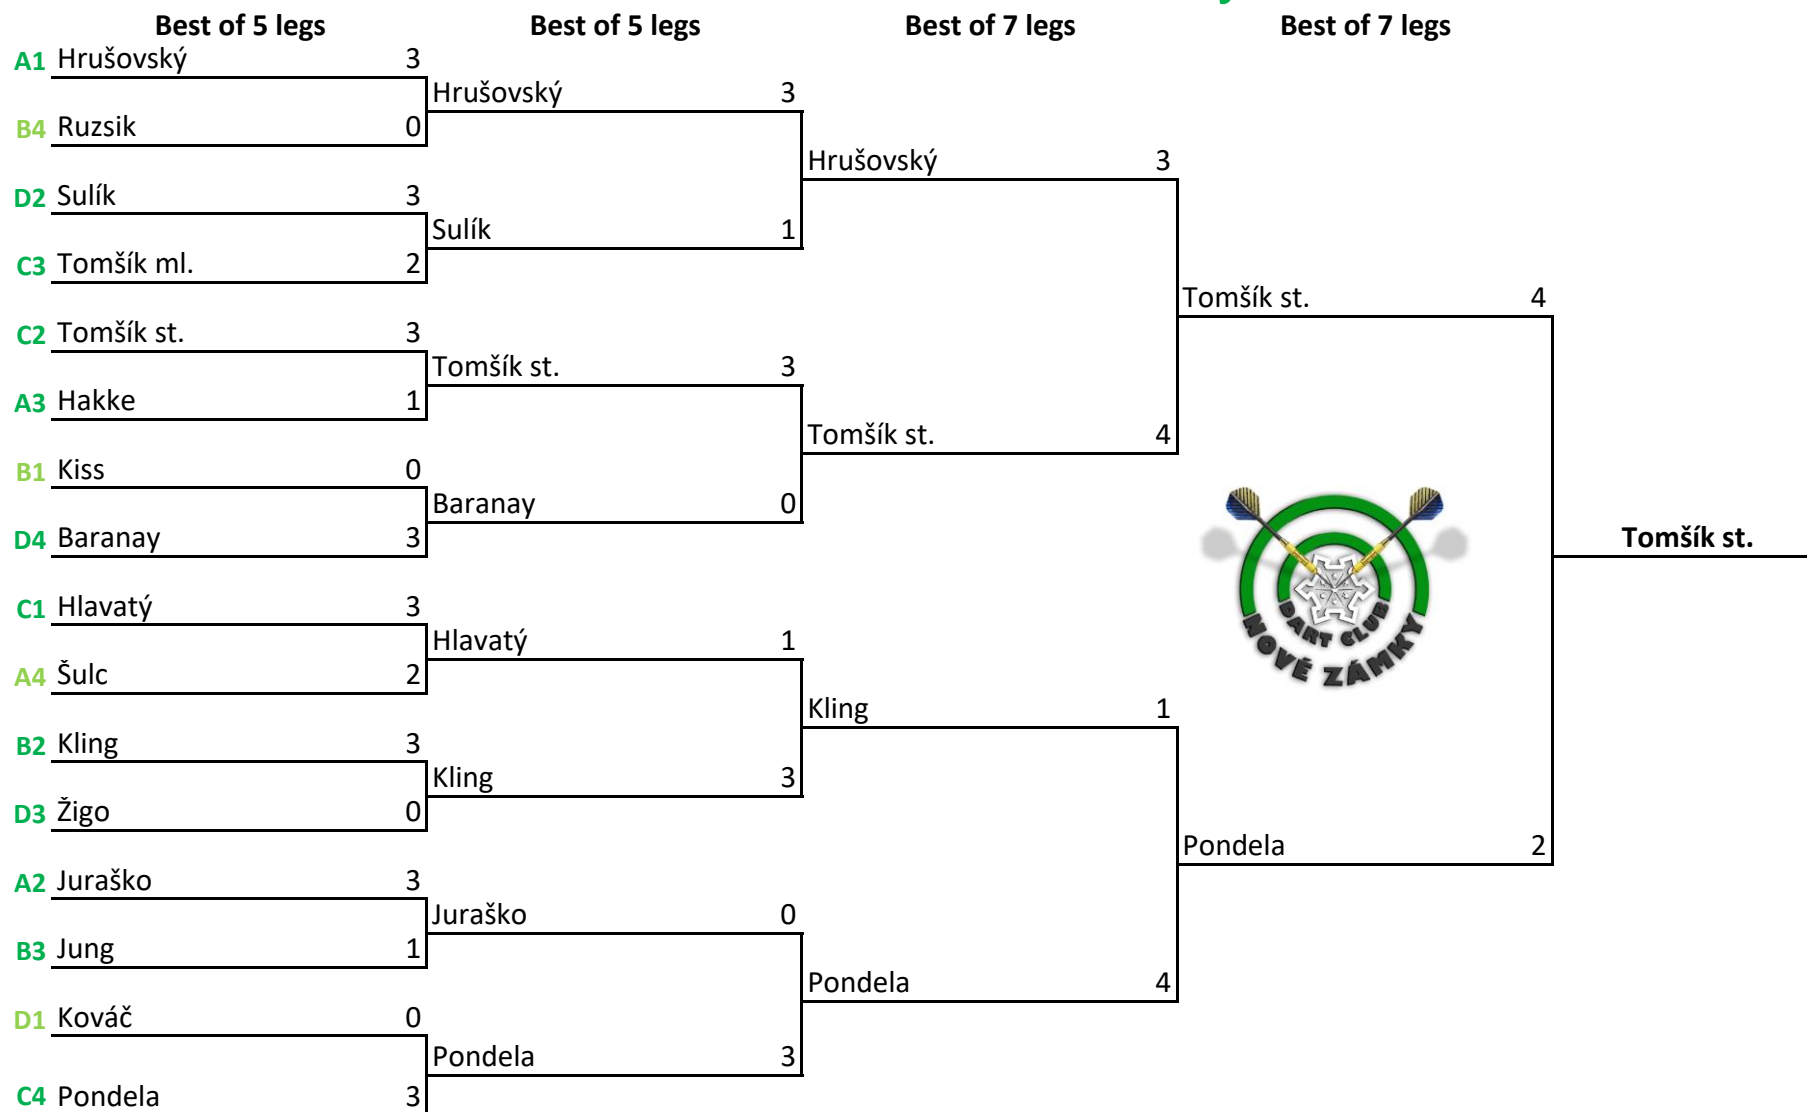 Best of 5 legs Best of 5 legs Best of 7 legs Best of 7 legs
A1 Hrušovský 3
Hrušovský 3
B4 Ruzsik 0
Hrušovský 3
D2 Sulík 3
Sulík 1
C3 Tomšík ml. 2
Tomšík st. 4
C2 Tomšík st. 3
Tomšík st. 3
A3 Hakke 1
Tomšík st. 4
B1 Kiss 0
Baranay 0
D4 Baranay 3
Tomšík st.
C1 Hlavatý 3
DART CLUB
NOVÉ ZÁMKY
Hlavatý 1
A4 Šulc 2
Kling 1
B2 Kling 3
Kling 3
D3 Žigo 0
Pondela 2
A2 Juraško 3
Juraško 0
B3 Jung 1
Pondela 4
D1 Kováč 0
Pondela 3
C4 Pondela 3